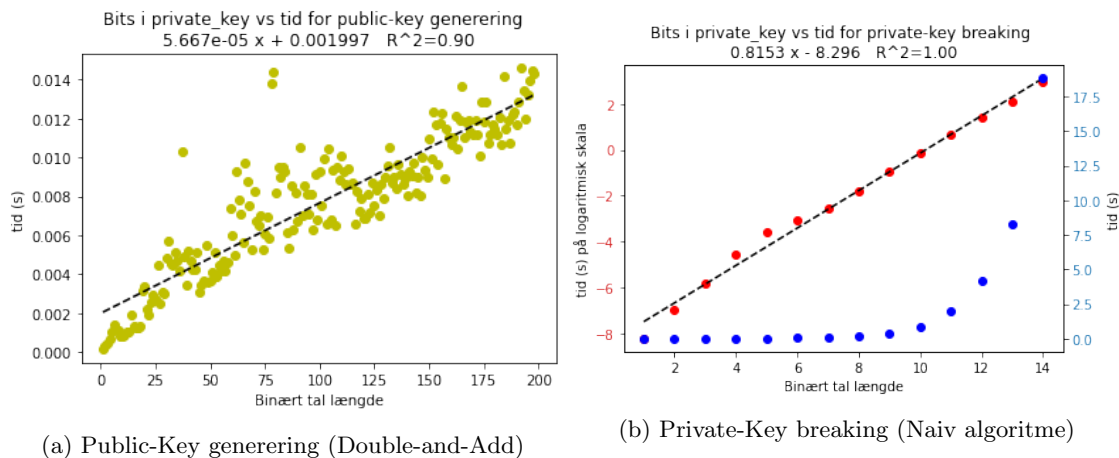 Bits i private_key vs tid for public-key generering
5.667e-05 x + 0.001997 R^2=0.90
0.014
0.012
0.010
0.008
0.006
0.004
0.002
0.000
tid (s)
0 25 50 75 100 125 150 175 200
Binært tal længde
(a) Public-Key generering (Double-and-Add)
Bits i private_key vs tid for private-key breaking
0.8153 x - 8.296 R^2=1.00
2
0
−2
−4
−6
−8
tid (s) på logaritmisk skala
17.5
15.0
12.5
10.0
7.5
5.0
2.5
0.0
tid (s)
2 4 6 8 10 12 14
Binært tal længde
(b) Private-Key breaking (Naiv algoritme)